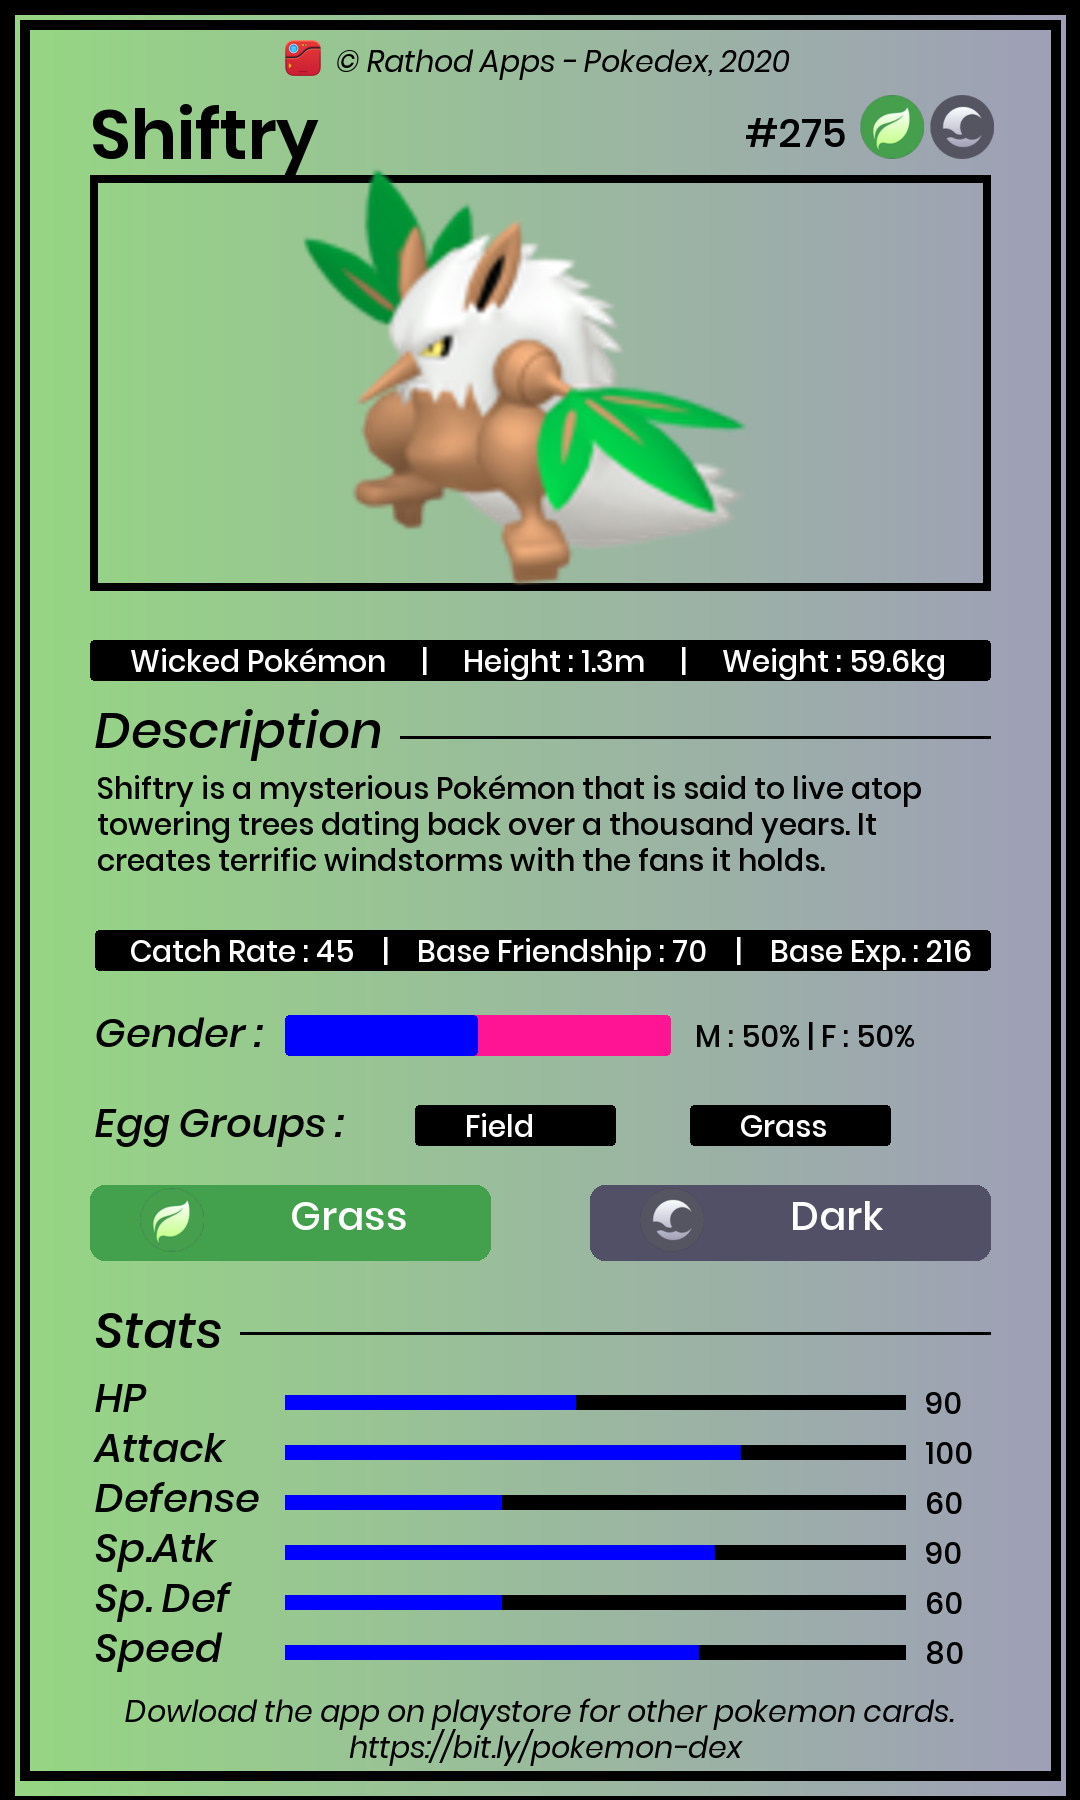 © Rathod Apps - Pokedex, 2020
Shiftry #275
Wicked Pokémon | Height : 1.3m | Weight : 59.6kg
Description
Shiftry is a mysterious Pokémon that is said to live atop
towering trees dating back over a thousand years. It
creates terrific windstorms with the fans it holds.
Catch Rate : 45 | Base Friendship : 70 | Base Exp. : 216
Gender : M : 50% | F : 50%
Egg Groups : Field Grass
Grass Dark
Stats
HP 90
Attack 100
Defense 60
Sp.Atk 90
Sp. Def 60
Speed 80
Dowload the app on playstore for other pokemon cards.
https://bit.ly/pokemon-dex